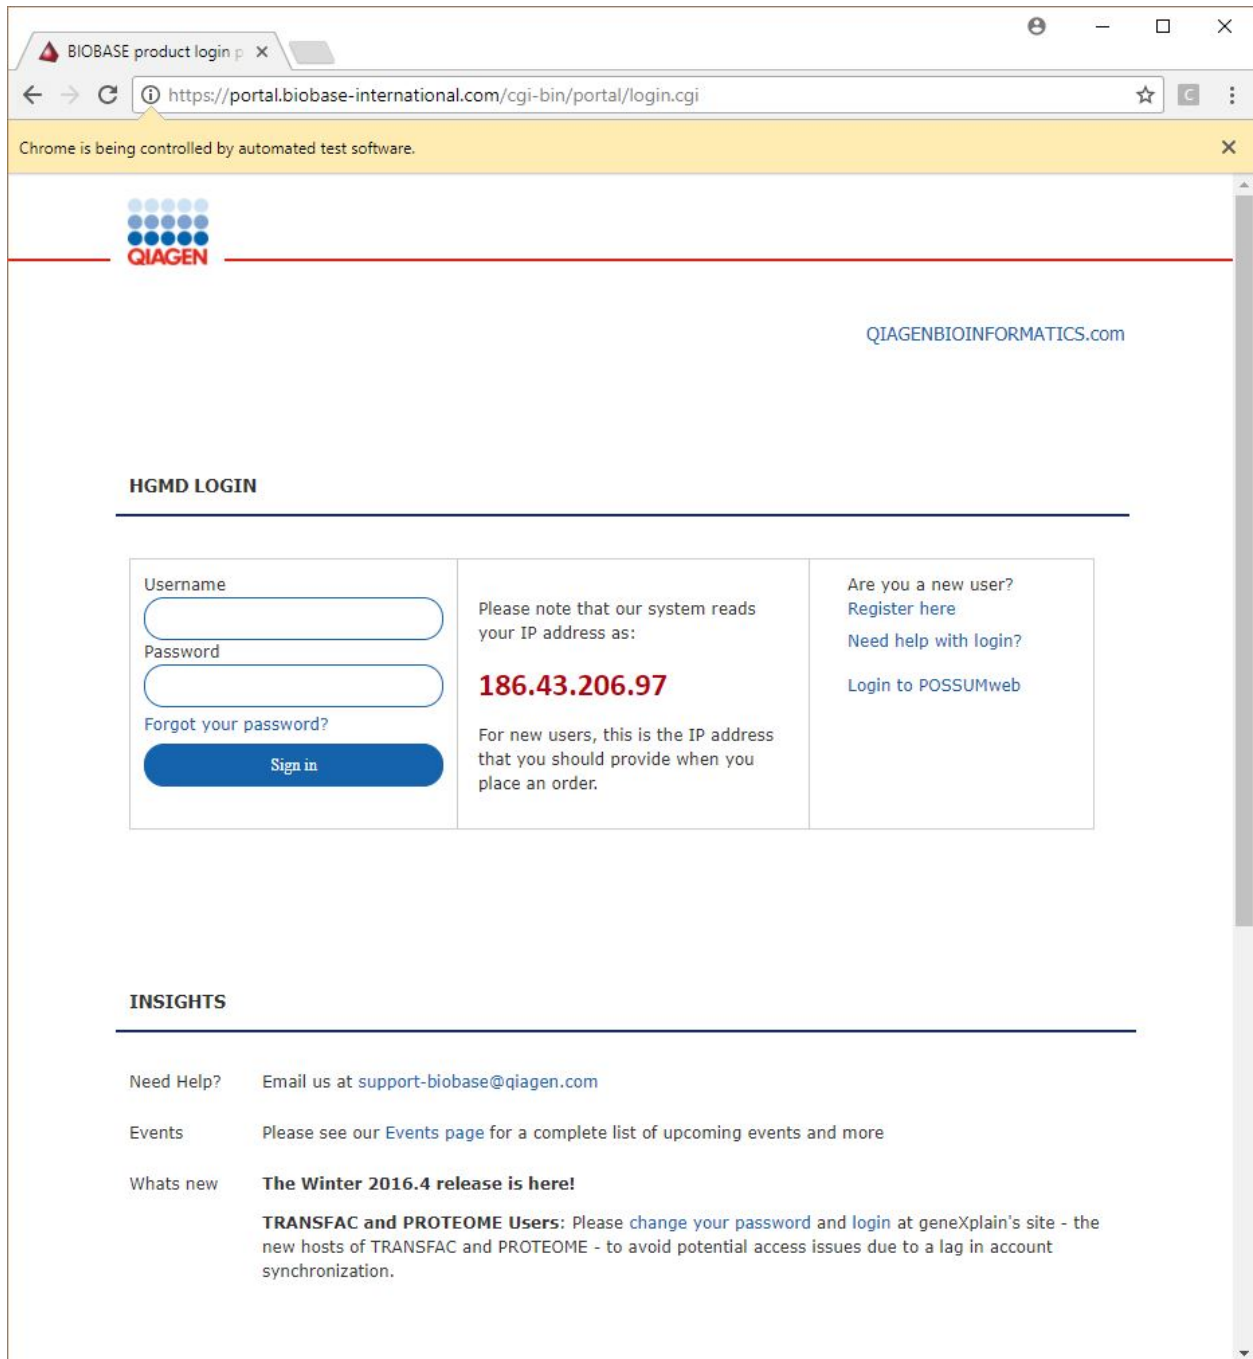 BIOBASE product login p
https://portal.biobase-international.com/cgi-bin/portal/login.cgi
C
Chrome is being controlled by automated test software.
QIAGEN
QIAGENBIOINFORMATICS.com
HGMD LOGIN
Username
Password
Forgot your password?
Sign in
Please note that our system reads
your IP address as:
186.43.206.97
For new users, this is the IP address
that you should provide when you
place an order.
Are you a new user?
Register here
Need help with login?
Login to POSSUMweb
INSIGHTS
Need Help? Email us at support-biobase@qiagen.com
Events Please see our Events page for a complete list of upcoming events and more
Whats new The Winter 2016.4 release is here!
TRANSFAC and PROTEOME Users: Please change your password and login at geneXplain's site - the
new hosts of TRANSFAC and PROTEOME - to avoid potential access issues due to a lag in account
synchronization.